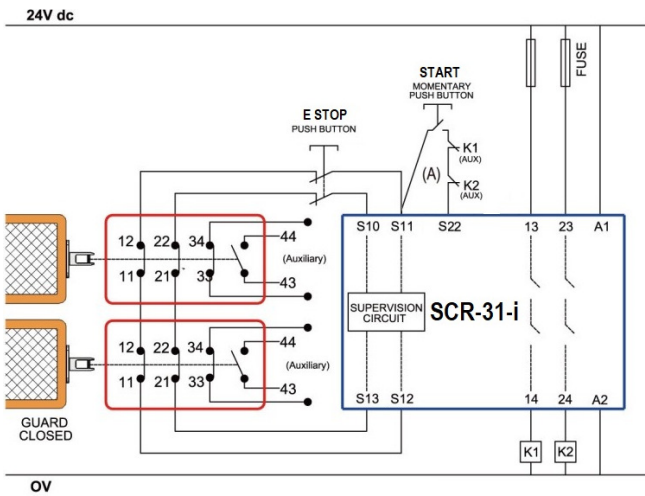 24V dc
START
MOMENTARY
PUSH BUTTON
FUSE
E STOP
PUSH BUTTON
K1
(AUX)
(A)
K2
(AUX)
12 22 34
44
(Auxiliary)
43
11 21 33
S10 S11 S22 13 23 A1
SUPERVISION
CIRCUIT
SCR-31-i
12 22 34
44
(Auxiliary)
43
11 21 33
S13 S12 14 24 A2
GUARD
CLOSED
K1 K2
OV